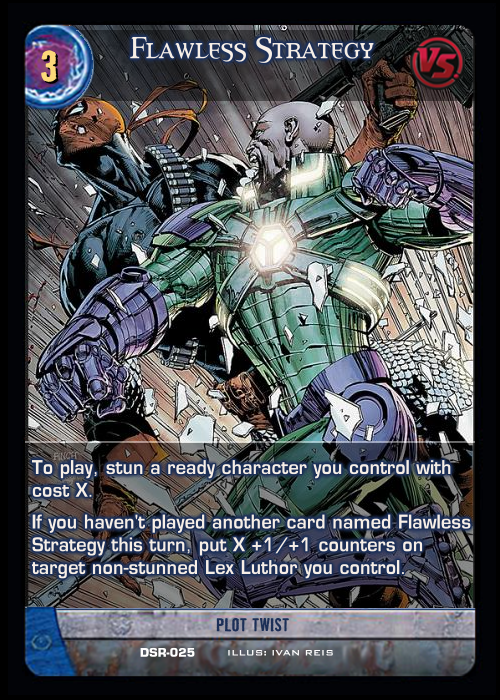 Flawless Strategy
3
VS
FINCH
To play, stun a ready character you control with
cost X.
If you haven't played another card named Flawless
Strategy this turn, put X +1/+1 counters on
target non-stunned Lex Luthor you control.
PLOT TWIST
DSR-025 ILLUS: IVAN REIS